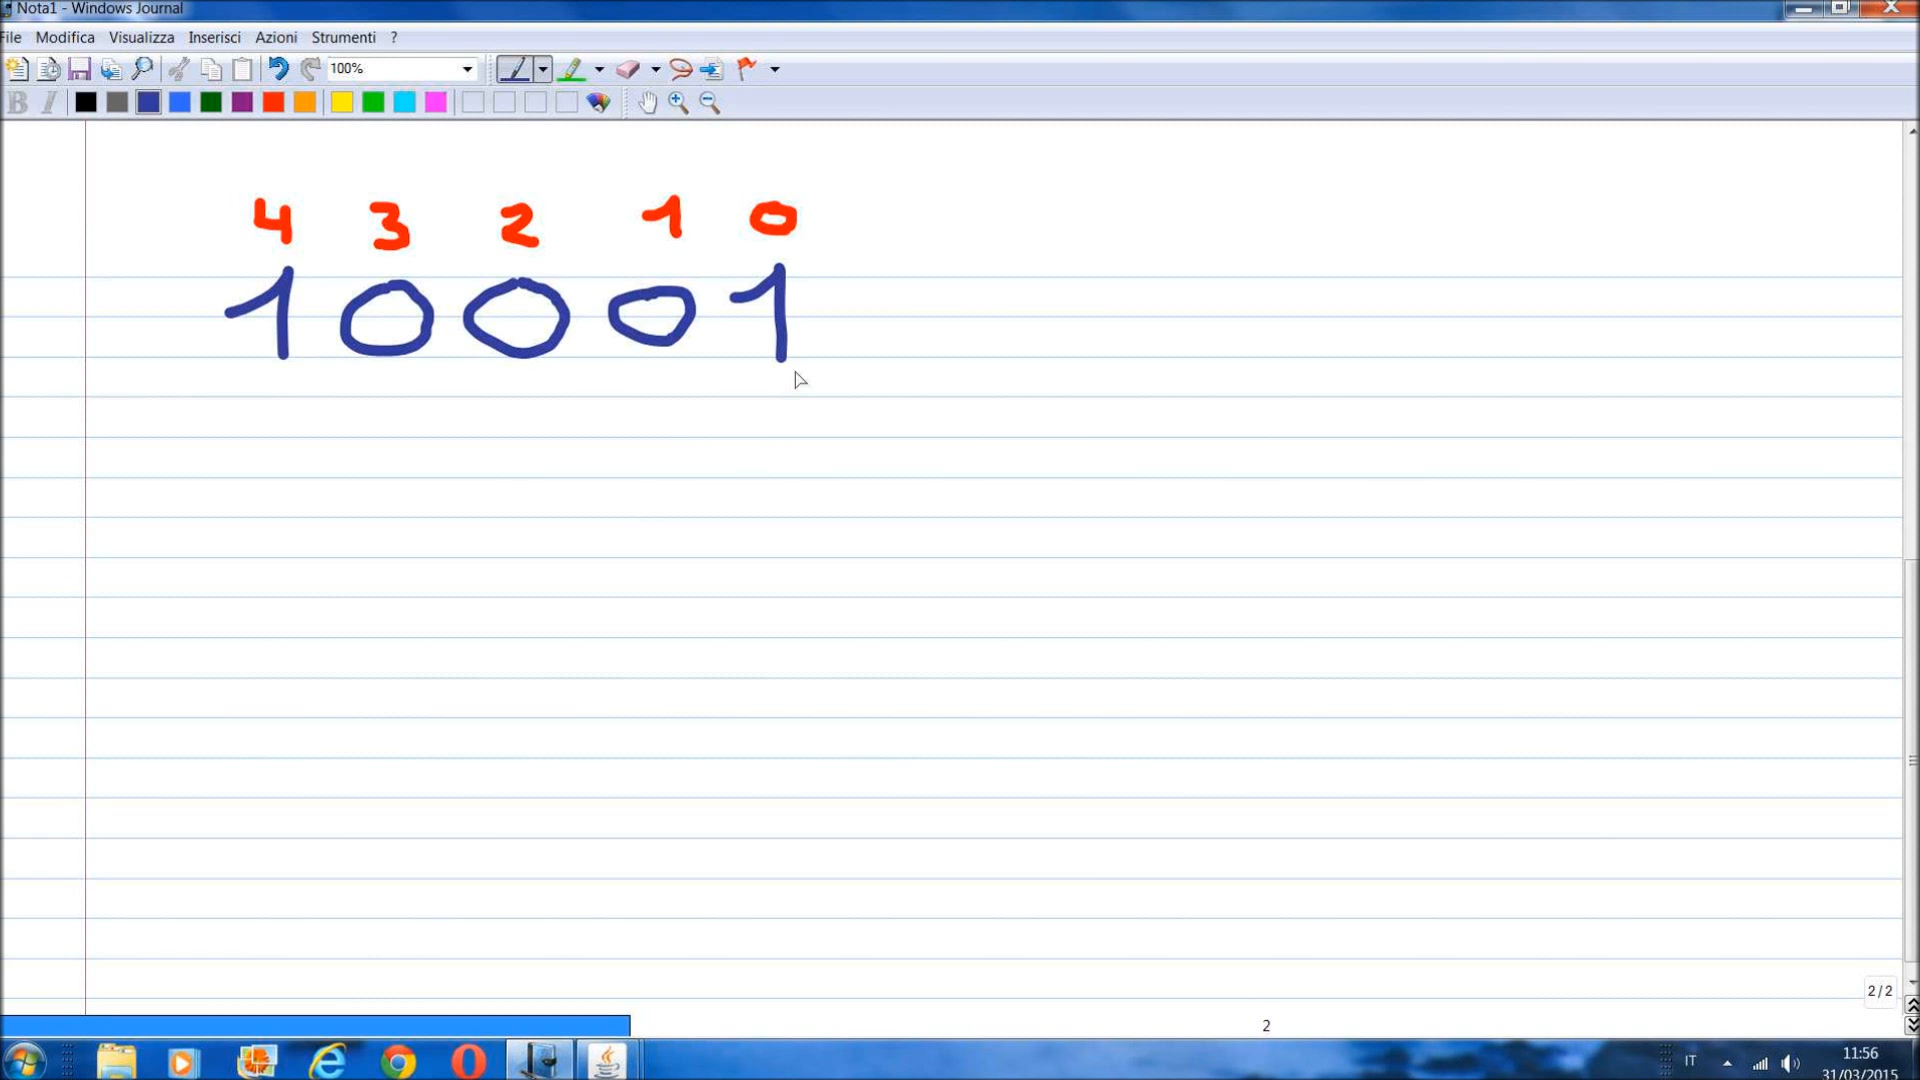 Nota1 - Windows Journal
File Modifica Visualizza Inserisci Azioni Strumenti ?
100%
B I
4 3 2 1 0
1 0 0 0 1
2 / 2
2
IT
11:56
31/03/2015